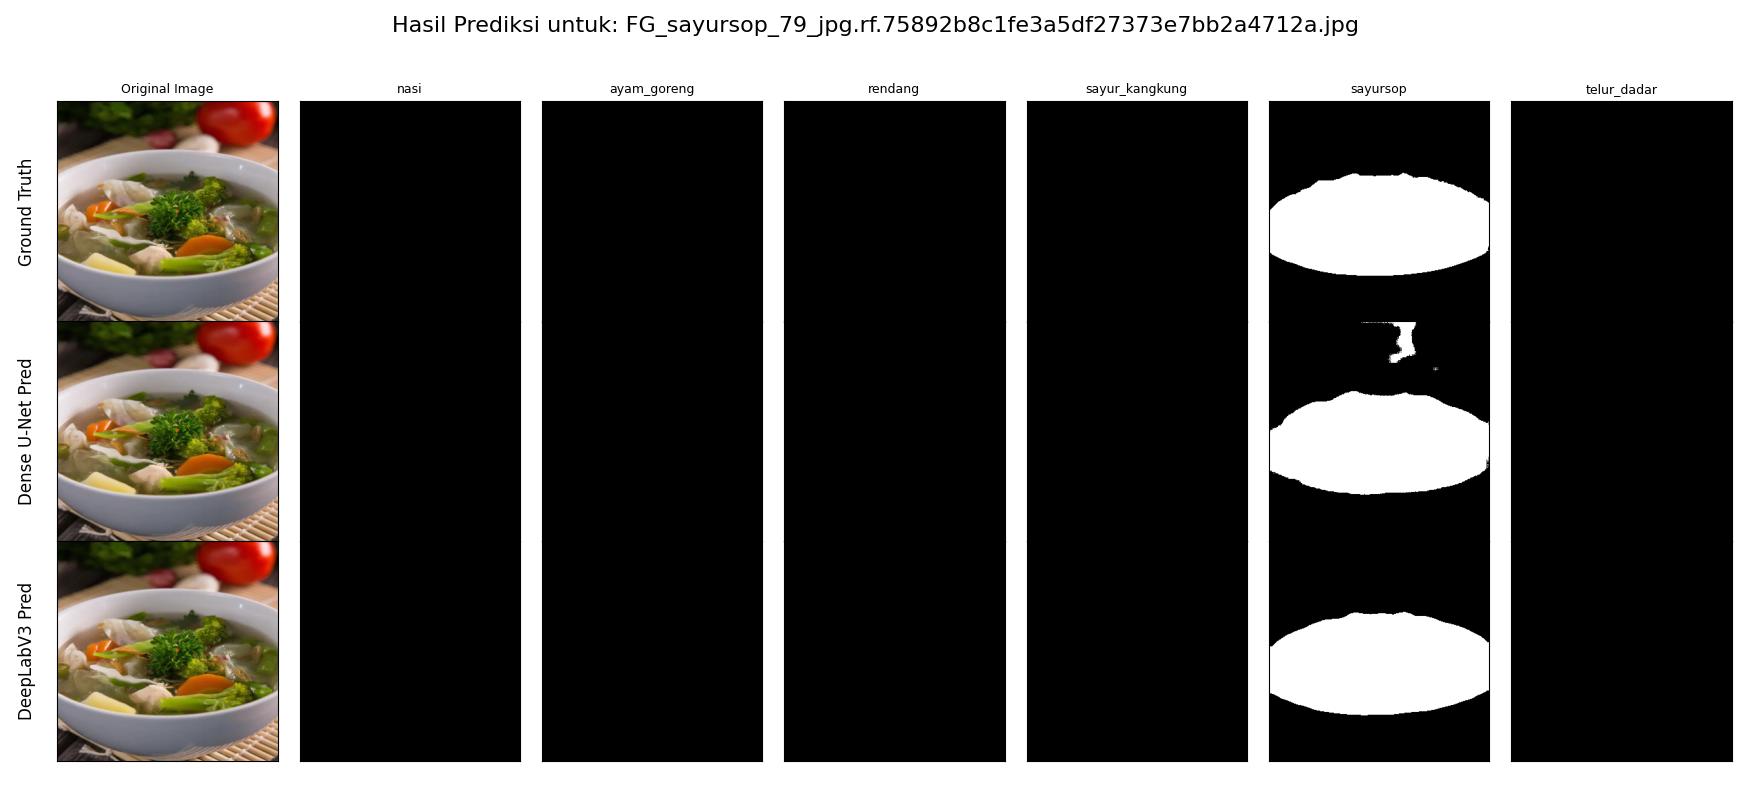 Hasil Prediksi untuk: FG_sayursop_79_jpg.rf.75892b8c1fe3a5df27373e7bb2a4712a.jpg
Original Image nasi ayam_goreng rendang sayur_kangkung sayursop telur_dadar
Ground Truth
Dense U-Net Pred
DeepLabV3 Pred